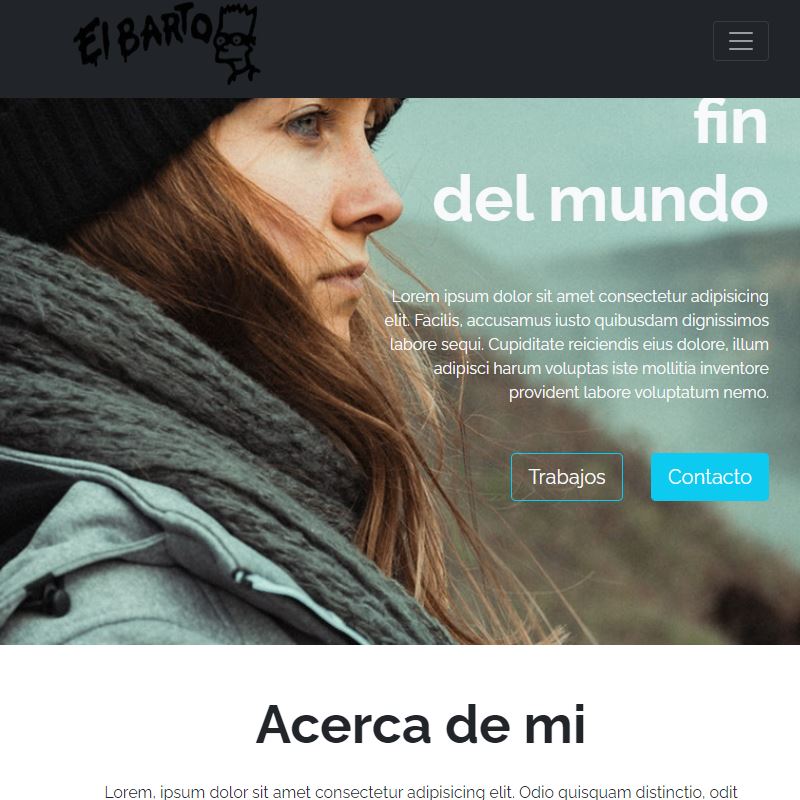 El BARTO
fin
del mundo
Lorem ipsum dolor sit amet consectetur adipisicing
elit. Facilis, accusamus iusto quibusdam dignissimos
labore sequi. Cupiditate reiciendis eius dolore, illum
adipisci harum voluptas iste mollitia inventore
provident labore voluptatum nemo.
Trabajos Contacto
Acerca de mi
Lorem, ipsum dolor sit amet consectetur adipisicing elit. Odio quisquam distinctio, odit